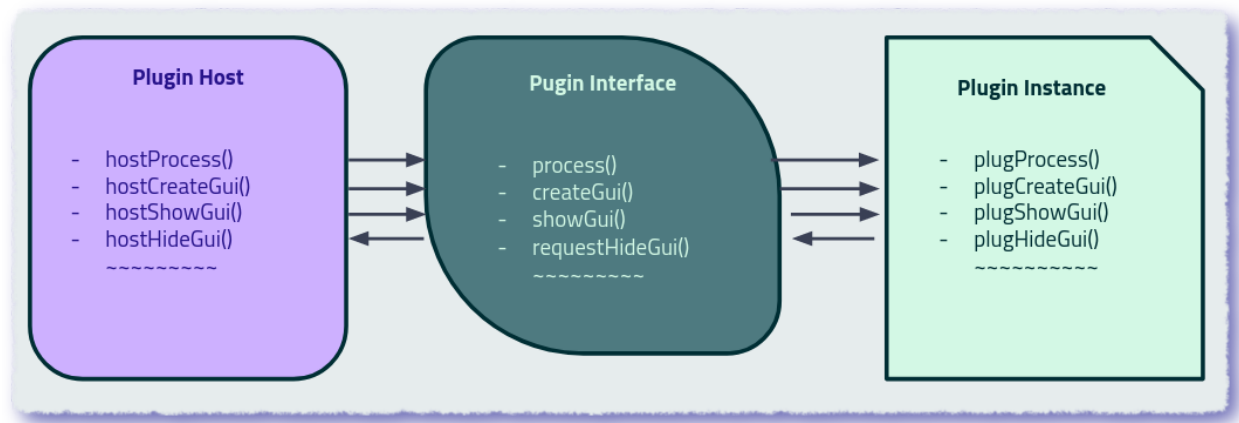 Plugin Host
- hostProcess()
- hostCreateGui()
- hostShowGui()
- hostHideGui()
~~~~~~~~~
Pugin Interface
- process()
- createGui()
- showGui()
- requestHideGui()
~~~~~~~~~
Plugin Instance
- plugProcess()
- plugCreateGui()
- plugShowGui()
- plugHideGui()
~~~~~~~~~~